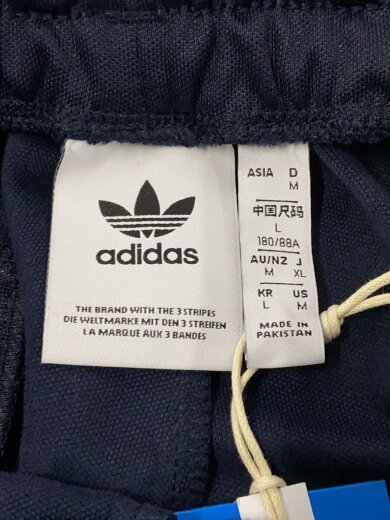 adidas
THE BRAND WITH THE 3 STRIPES
DIE WELTMARKE MIT DEN 3 STREIFEN
LA MARQUE AUX 3 BANDES
ASIA D
M
中国尺码
L
180/88A
AU/NZ J
M XL
KR US
L M
MADE IN
PAKISTAN